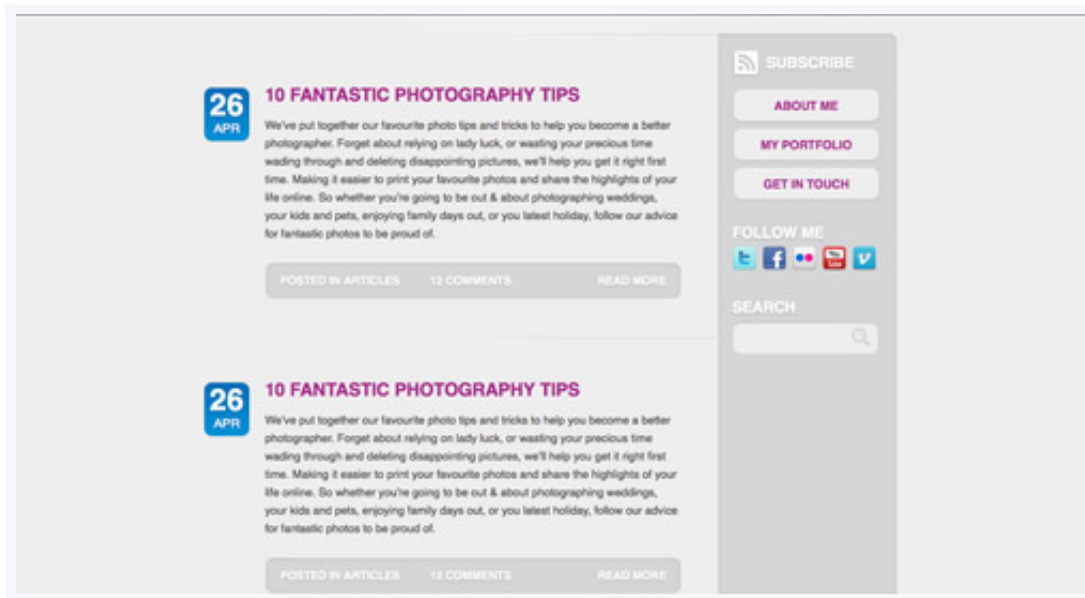 26
APR
10 FANTASTIC PHOTOGRAPHY TIPS
We've put together our favourite photo tips and tricks to help you become a better
photographer. Forget about relying on lady luck, or wasting your precious time
wading through and deleting disappointing pictures, we'll help you get it right first
time. Making it easier to print your favourite photos and share the highlights of your
life online. So whether you're going to be out & about photographing weddings,
your kids and pets, enjoying family days out, or you latest holiday, follow our advice
for fantastic photos to be proud of.
POSTED IN ARTICLES 12 COMMENTS READ MORE
26
APR
10 FANTASTIC PHOTOGRAPHY TIPS
We've put together our favourite photo tips and tricks to help you become a better
photographer. Forget about relying on lady luck, or wasting your precious time
wading through and deleting disappointing pictures, we'll help you get it right first
time. Making it easier to print your favourite photos and share the highlights of your
life online. So whether you're going to be out & about photographing weddings,
your kids and pets, enjoying family days out, or you latest holiday, follow our advice
for fantastic photos to be proud of.
POSTED IN ARTICLES 12 COMMENTS READ MORE
SUBSCRIBE
ABOUT ME
MY PORTFOLIO
GET IN TOUCH
FOLLOW ME
SEARCH